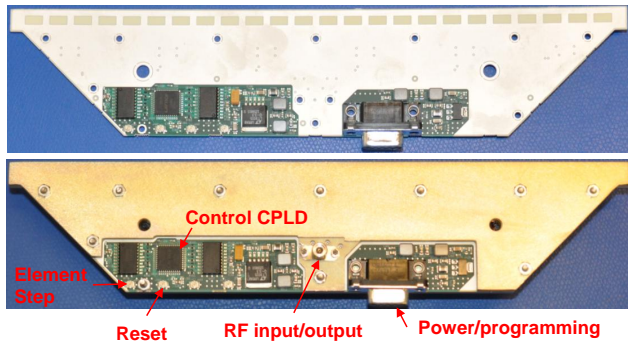 Control CPLD
Element
Step
Reset
RF input/output
Power/programming